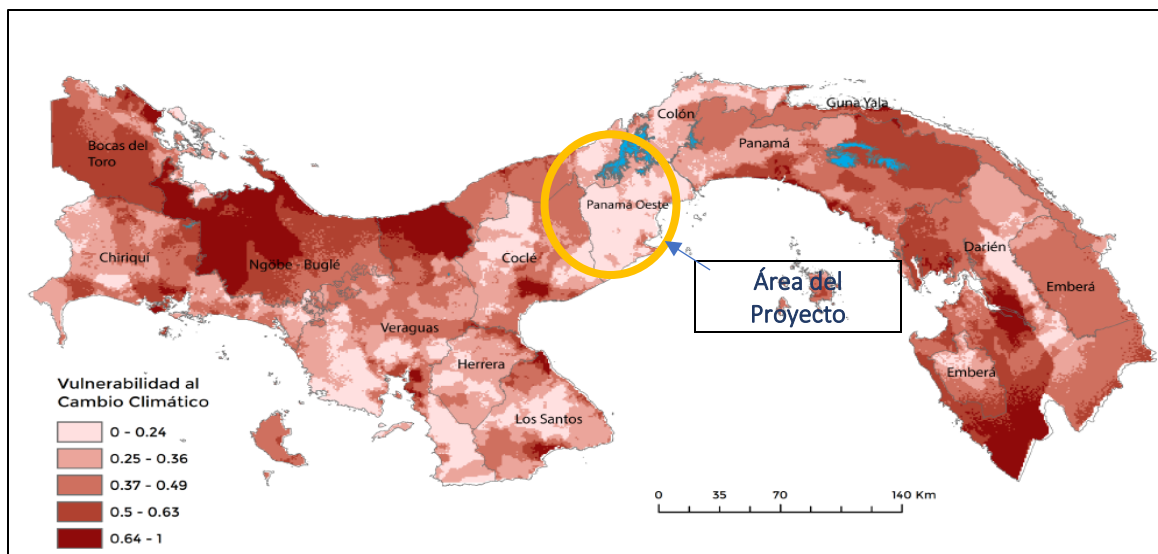 Guna Yala
Colón
Bocas del
Toro
Panamá
Panamá Oeste
Darién
Chiriquí
Ngöbe - Buglé
Coclé
Emberá
Área del
Proyecto
Veraguas
Herrera
Emberá
Los Santos
Vulnerabilidad al
Cambio Climático
0 - 0.24
0.25 - 0.36
0.37 - 0.49
0.5 - 0.63
0.64 - 1
0 35 70 140 Km